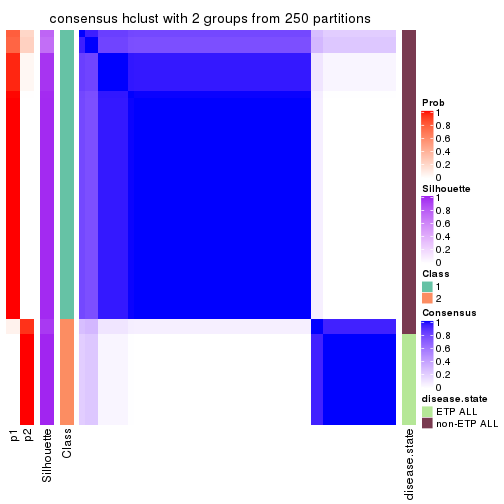 consensus hclust with 2 groups from 250 partitions
Prob
1
0.8
0.6
0.4
0.2
0
Silhouette
1
0.8
0.6
0.4
0.2
0
Class
1
2
Consensus
1
0.8
0.6
0.4
0.2
0
disease.state
ETP ALL
non-ETP ALL
p1
p2
Silhouette
Class
disease.state